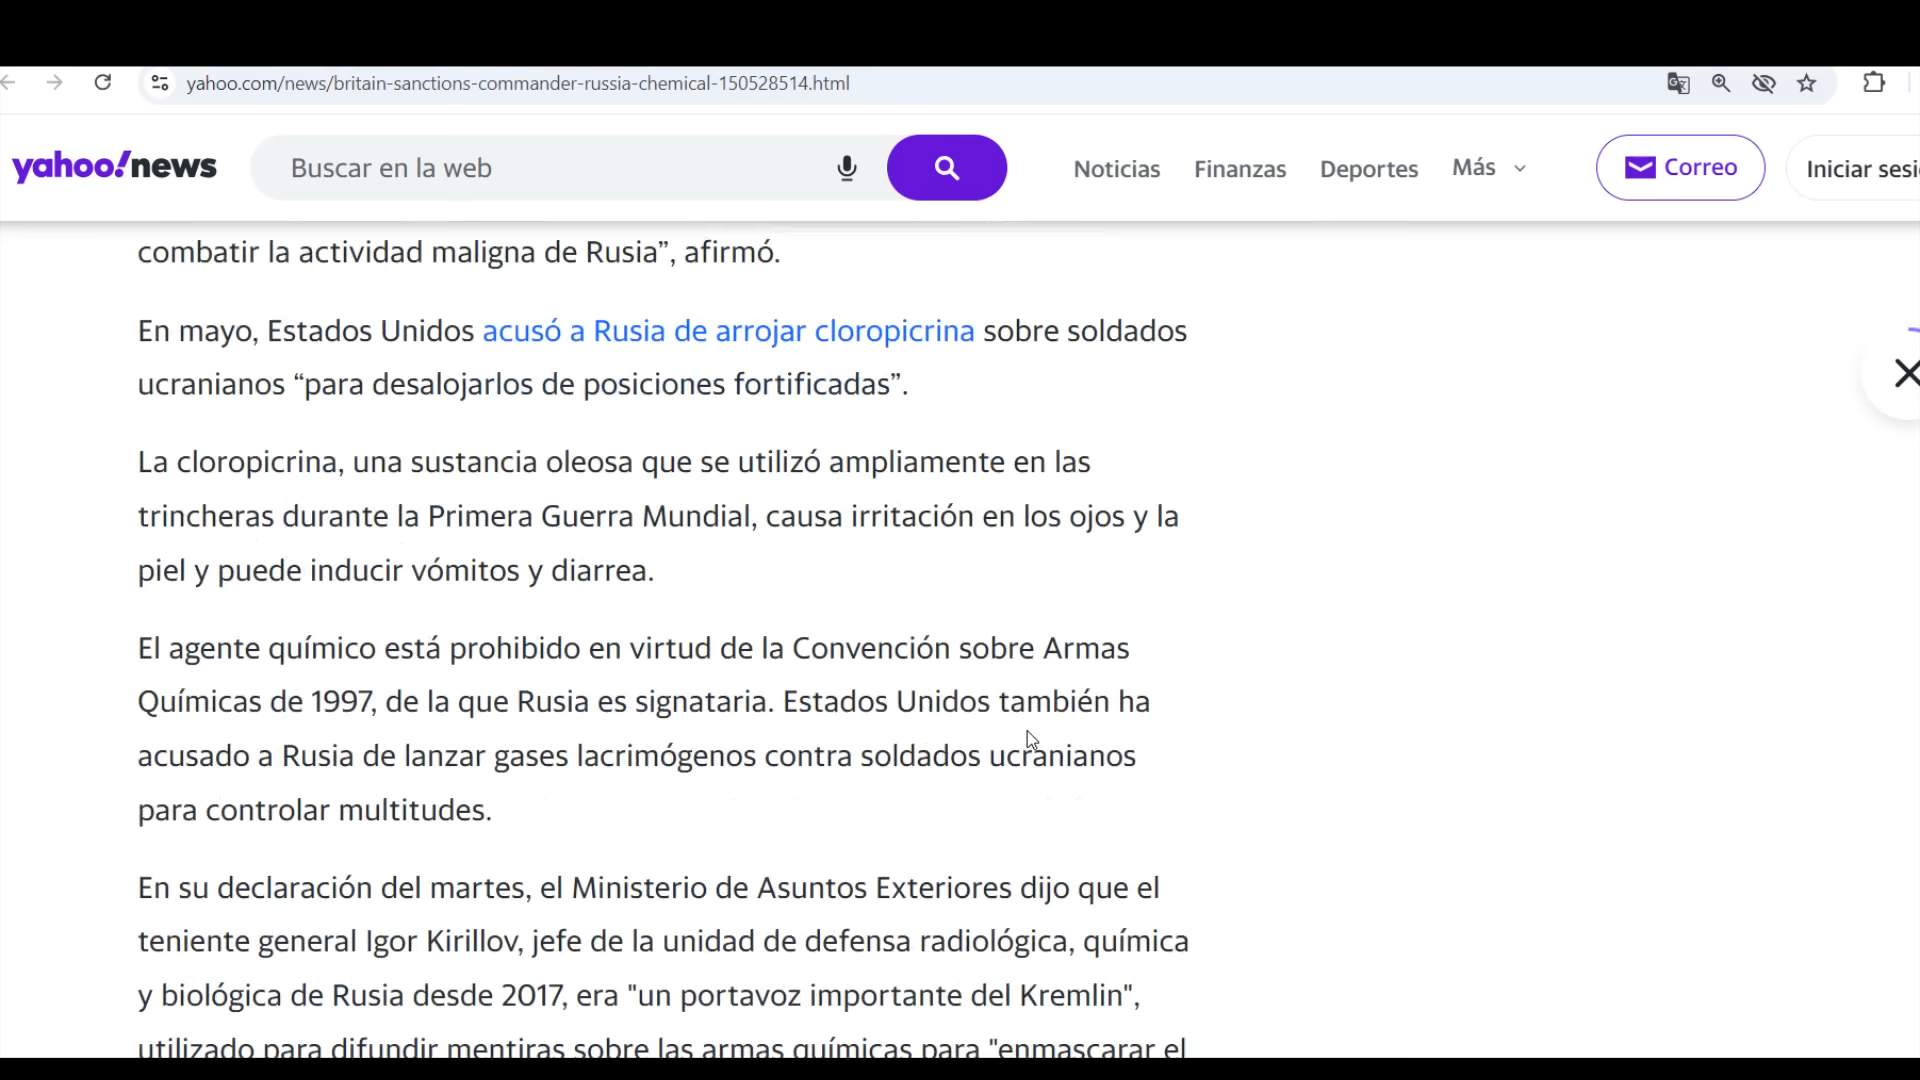 yahoo.com/news/britain-sanctions-commander-russia-chemical-150528514.html
yahoo!news
Buscar en la web
Noticias
Finanzas
Deportes
Más
Correo
Iniciar sesi
combatir la actividad maligna de Rusia”, afirmó.
En mayo, Estados Unidos acusó a Rusia de arrojar cloropicrina sobre soldados
ucranianos “para desalojarlos de posiciones fortificadas”.
La cloropicrina, una sustancia oleosa que se utilizó ampliamente en las
trincheras durante la Primera Guerra Mundial, causa irritación en los ojos y la
piel y puede inducir vómitos y diarrea.
El agente químico está prohibido en virtud de la Convención sobre Armas
Químicas de 1997, de la que Rusia es signataria. Estados Unidos también ha
acusado a Rusia de lanzar gases lacrimógenos contra soldados ucranianos
para controlar multitudes.
En su declaración del martes, el Ministerio de Asuntos Exteriores dijo que el
teniente general Igor Kirillov, jefe de la unidad de defensa radiológica, química
y biológica de Rusia desde 2017, era "un portavoz importante del Kremlin",
utilizado para difundir mentiras sobre las armas químicas para "enmascarar el